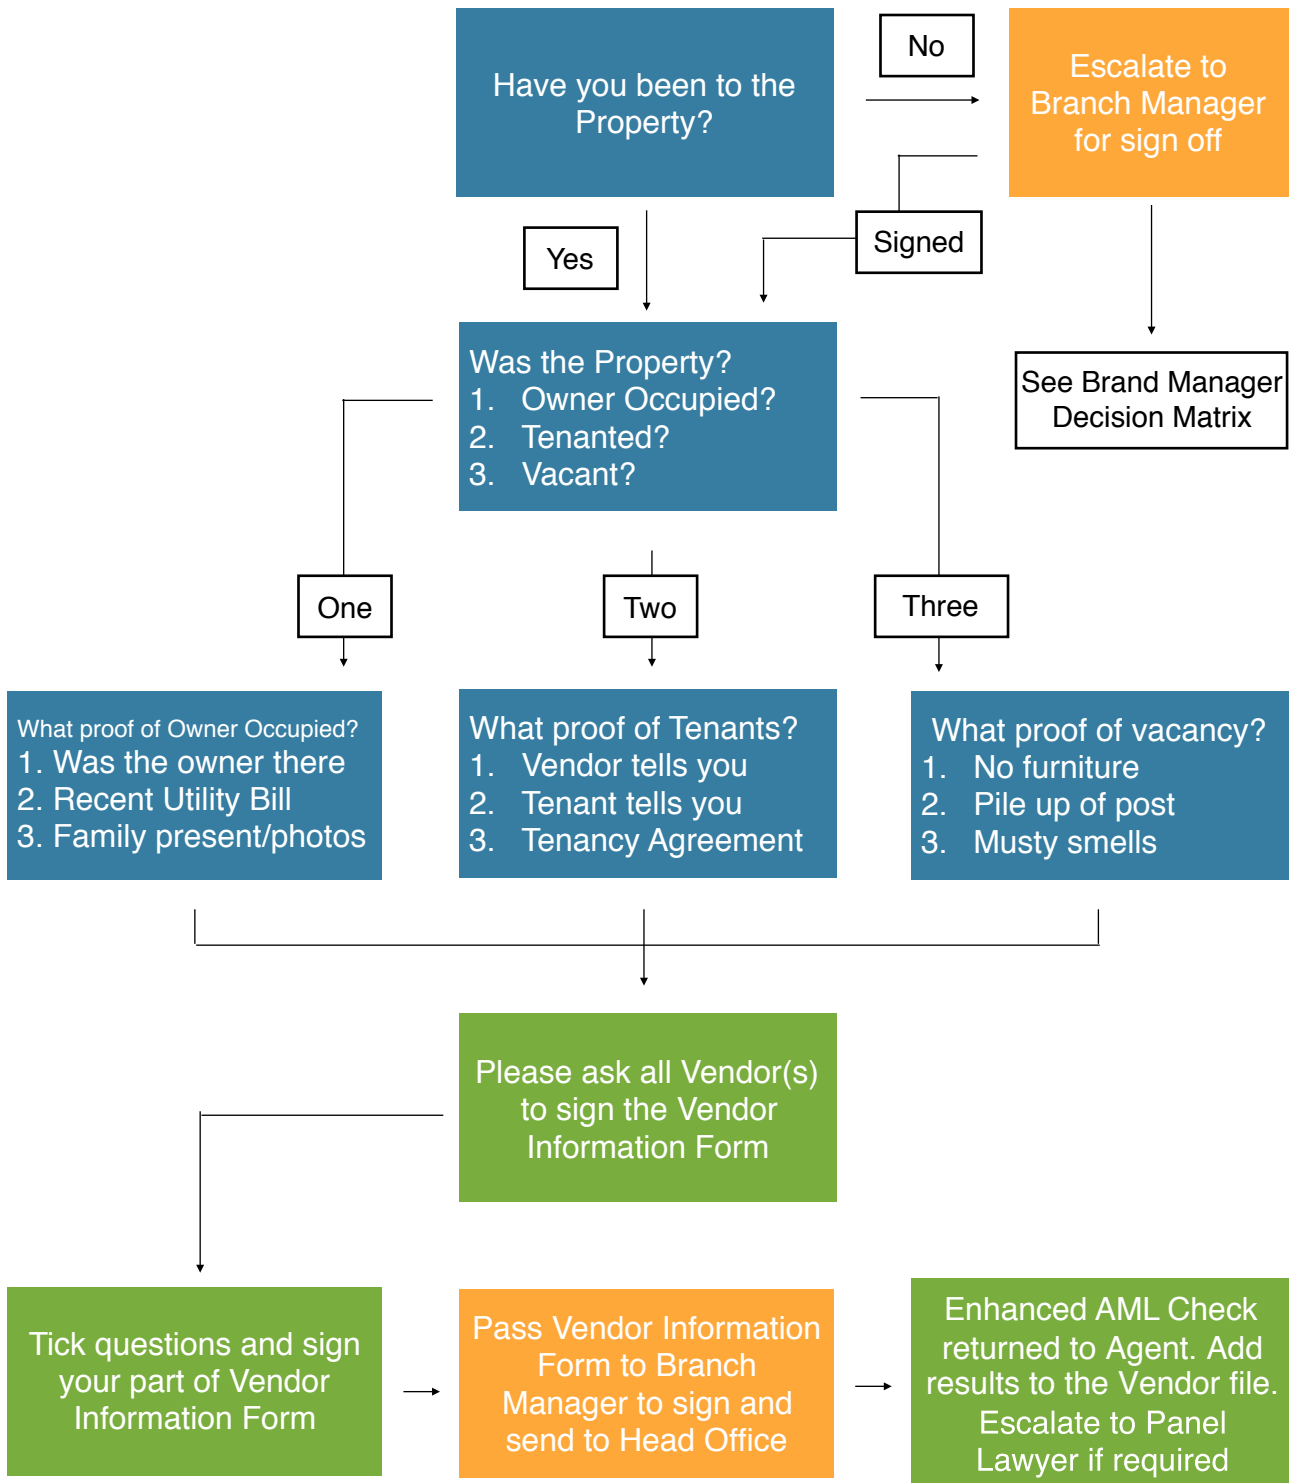 Have you been to the
Property?
No
Escalate to
Branch Manager
for sign off
Yes
Signed
Was the Property?
1. Owner Occupied?
2. Tenanted?
3. Vacant?
See Brand Manager
Decision Matrix
One
Two
Three
What proof of Owner Occupied?
1. Was the owner there
2. Recent Utility Bill
3. Family present/photos
What proof of Tenants?
1. Vendor tells you
2. Tenant tells you
3. Tenancy Agreement
What proof of vacancy?
1. No furniture
2. Pile up of post
3. Musty smells
Please ask all Vendor(s)
to sign the Vendor
Information Form
Tick questions and sign
your part of Vendor
Information Form
Pass Vendor Information
Form to Branch
Manager to sign and
send to Head Office
Enhanced AML Check
returned to Agent. Add
results to the Vendor file.
Escalate to Panel
Lawyer if required